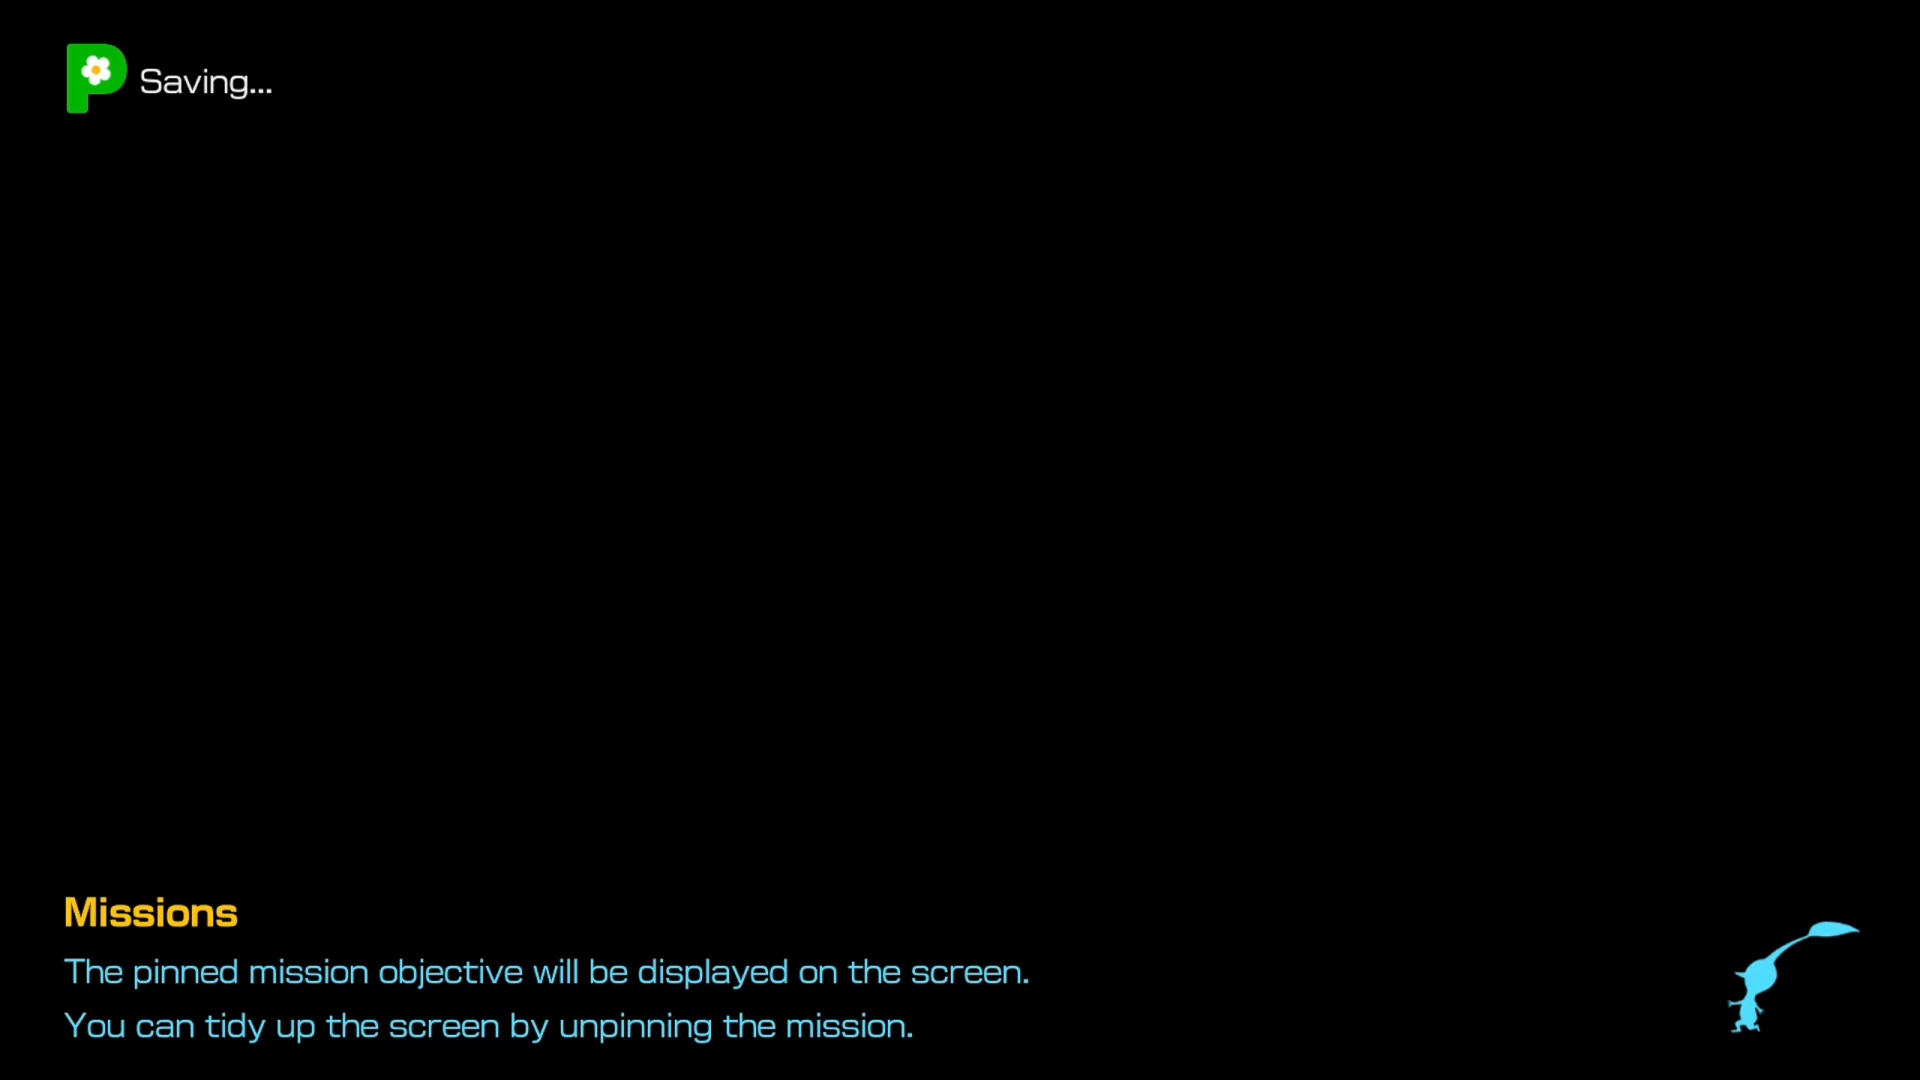 P Saving...
Missions
The pinned mission objective will be displayed on the screen.
You can tidy up the screen by unpinning the mission.